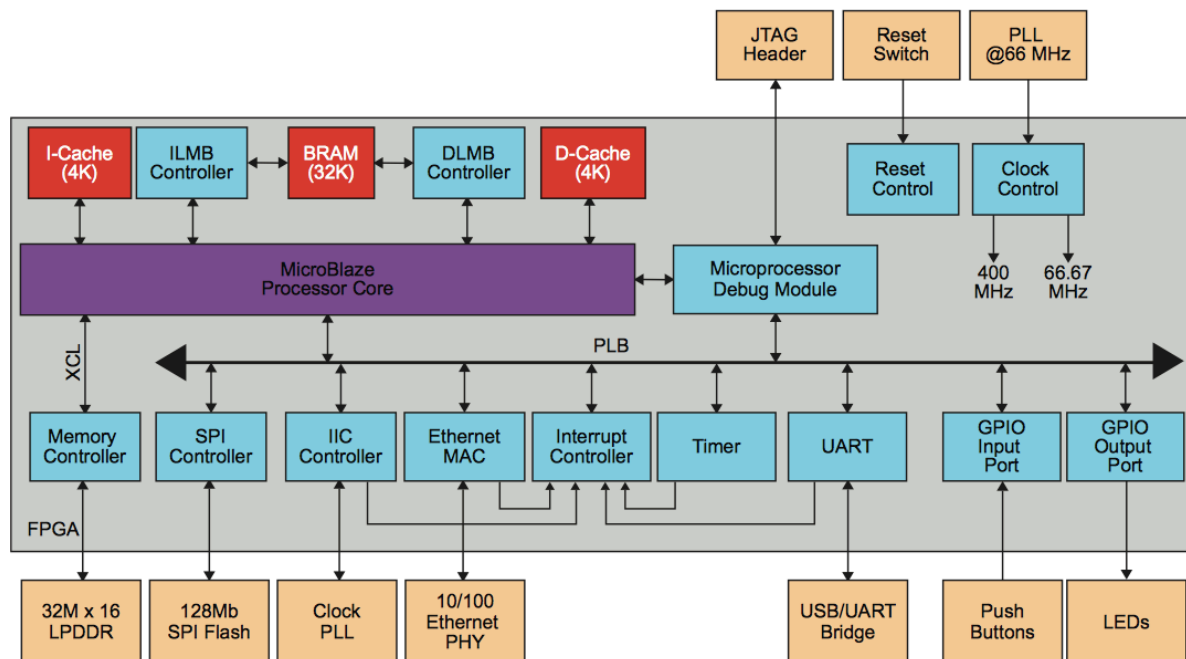 JTAG
Header
Reset
Switch
PLL
@66 MHz
I-Cache
(4K)
ILMB
Controller
BRAM
(32K)
DLMB
Controller
D-Cache
(4K)
Reset
Control
Clock
Control
MicroBlaze
Processor Core
Microprocessor
Debug Module
400
MHz
66.67
MHz
XCL
PLB
Memory
Controller
SPI
Controller
IIC
Controller
Ethernet
MAC
Interrupt
Controller
Timer
UART
GPIO
Input
Port
GPIO
Output
Port
FPGA
32M x 16
LPDDR
128Mb
SPI Flash
Clock
PLL
10/100
Ethernet
PHY
USB/UART
Bridge
Push
Buttons
LEDs